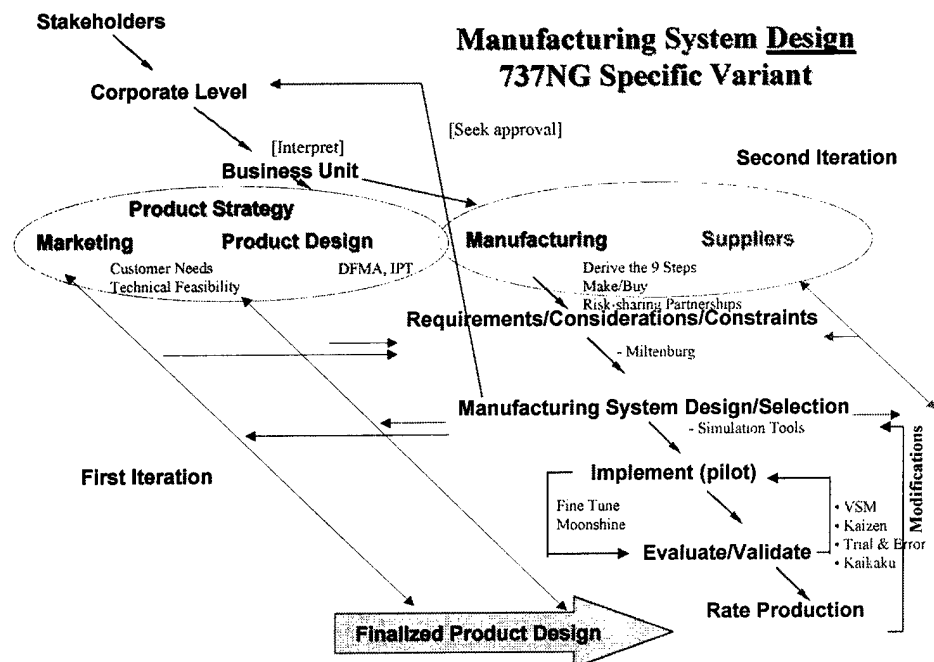 Stakeholders
Manufacturing System Design
737NG Specific Variant
Corporate Level
[Seek approval]
[Interpret]
Business Unit
Second Iteration
Product Strategy
Marketing
Product Design
Manufacturing
Suppliers
Customer Needs
Technical Feasibility
DFMA, IPT
Derive the 9 Steps
Make/Buy
Risk-sharing Partnerships
Requirements/Considerations/Constraints
- Miltenburg
Manufacturing System Design/Selection
- Simulation Tools
First Iteration
Implement (pilot)
Fine Tune
Moonshine
• VSM
• Kaizen
• Trial & Error
• Kaikaku
Modifications
Evaluate/Validate
Rate Production
Finalized Product Design